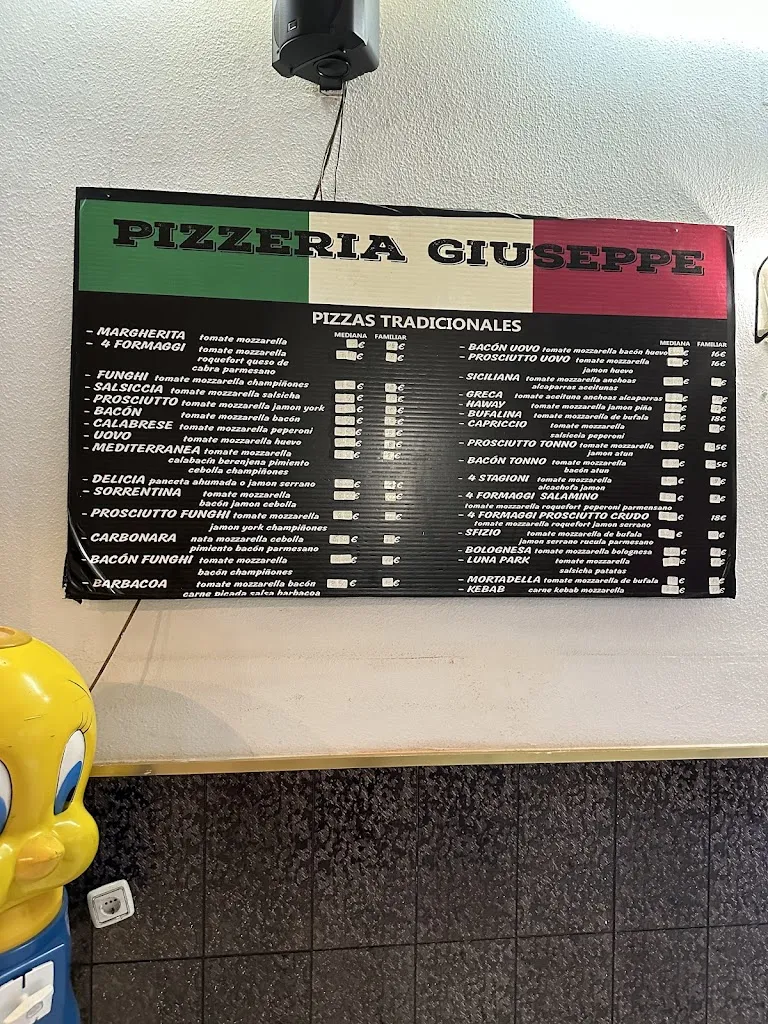 PIZZERIA GIUSEPPE
PIZZAS TRADICIONALES
MEDIANA FAMILIAR
- MARGHERITA tomate mozzarella €  €
- 4 FORMAGGI tomate mozzarella €  €
roquefort queso de
cabra parmesano
- FUNGHI tomate mozzarella champiñones €  €
- SALSICCIA tomate mozzarella salsicha €  €
- PROSCIUTTO tomate mozzarella jamon york €  €
- BACÓN tomate mozzarella bacón €  €
- CALABRESE tomate mozzarella peperoni €  €
- UOVO tomate mozzarella huevo €  €
- MEDITERRANEA tomate mozzarella €  €
calabacín berenjena pimiento
cebolla champiñones
- DELICIA panceta ahumada o jamon serrano €  €
- SORRENTINA tomate mozzarella €  €
bacón jamon cebolla
- PROSCIUTTO FUNGHI tomate mozzarella €  €
jamon york champiñones
- CARBONARA nata mozzarella cebolla €  €
pimiento bacón parmesano
- BACÓN FUNGHI tomate mozzarella €  €
bacón champiñones
- BARBACOA tomate mozzarella bacón €  €
carne picada salsa barbacoa
MEDIANA FAMILIAR
- BACÓN UOVO tomate mozzarella bacón huevo € 16€
- PROSCIUTTO UOVO tomate mozzarella € 16€
jamon huevo
- SICILIANA tomate mozzarella anchoas €  €
alcaparras aceitunas
- GRECA tomate aceituna anchoas alcaparras €  €
- HAWAY tomate mozzarella jamon piña €  €
- BUFALINA tomate mozzarella de bufala € 18€
- CAPRICCIO tomate mozzarella €  €
salsiccia peperoni
- PROSCIUTTO TONNO tomate mozzarella € 5€
jamon atun
- BACÓN TONNO tomate mozzarella € 5€
bacón atun
- 4 STAGIONI tomate mozzarella €  €
alcachofa jamon
- 4 FORMAGGI SALAMINO €  €
tomate mozzarella roquefort peperoni parmensano
- 4 FORMAGGI PROSCIUTTO CRUDO € 18€
tomate mozzarella roquefort jamon serrano
- SFIZIO tomate mozzarella de bufala €  €
jamon serrano rucula parmesano
- BOLOGNESA tomate mozzarella bolognesa €  €
- LUNA PARK tomate mozzarella €  €
salsicha patatas
- MORTADELLA tomate mozzarella de bufala €  €
- KEBAB carne kebab mozzarella €  €